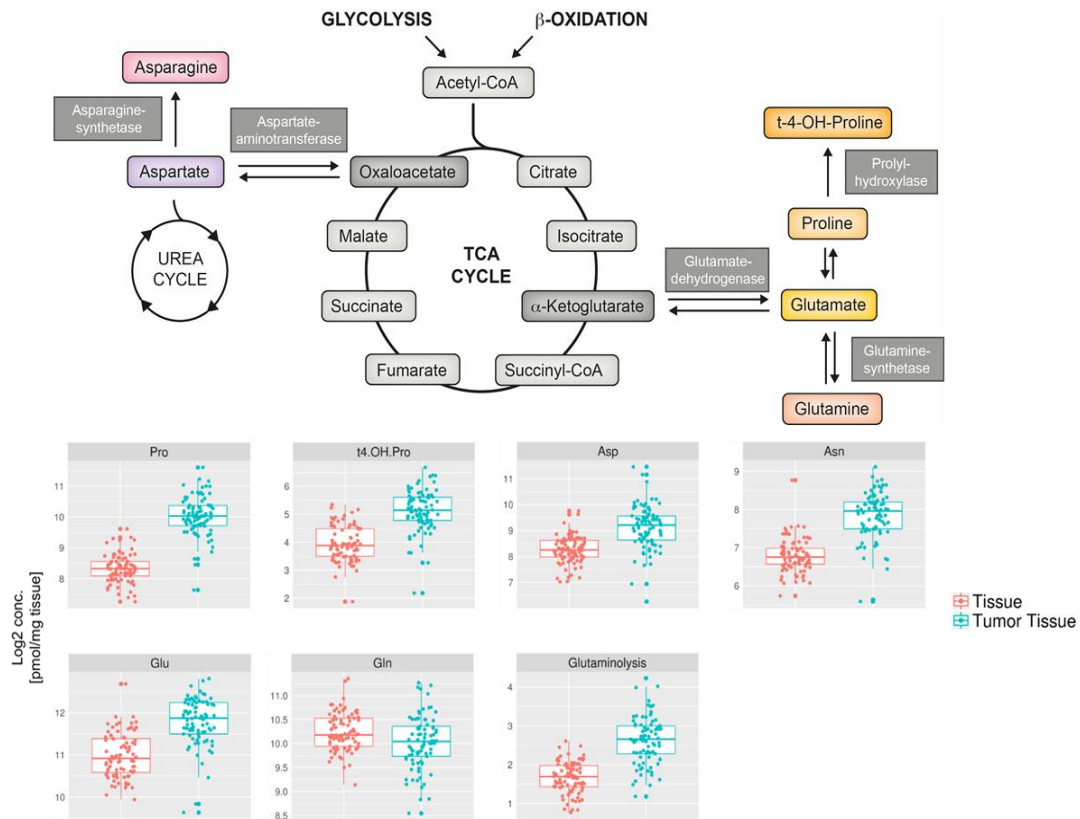 GLYCOLYSIS
β-OXIDATION
Asparagine
Acetyl-CoA
Asparagine-
synthetase
Aspartate-
aminotransferase
t-4-OH-Proline
Aspartate
Oxaloacetate
Citrate
Prolyl-
hydroxylase
Malate
Isocitrate
Proline
UREA
CYCLE
TCA
CYCLE
Glutamate-
dehydrogenase
Succinate
α-Ketoglutarate
Glutamate
Fumarate
Succinyl-CoA
Glutamine-
synthetase
Glutamine
Log2 conc.
[pmol/mg tissue]
Pro
11
10
9
8
t4.OH.Pro
6
5
4
3
2
Asp
11
10
9
8
7
Asn
9
8
7
6
Tissue
Tumor Tissue
Glu
12
11
10
Gln
11.0
10.5
10.0
9.5
9.0
8.5
Glutaminolysis
4
3
2
1